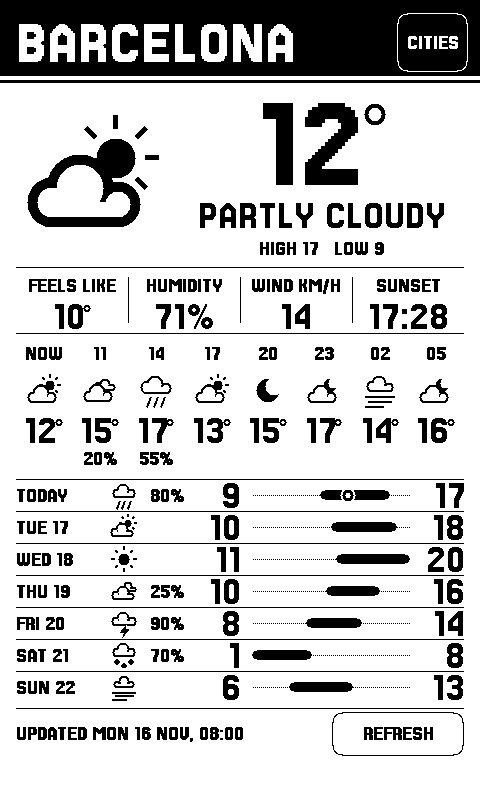 BARCELONA CITIES
12°
PARTLY CLOUDY
HIGH 17 LOW 9
FEELS LIKE HUMIDITY WIND KM/H SUNSET
10° 71% 14 17:28
NOW 11 14 17 20 23 02 05
12° 15° 17° 13° 15° 17° 14° 16°
20% 55%
TODAY 80% 9 17
TUE 17 10 18
WED 18 11 20
THU 19 25% 10 16
FRI 20 90% 8 14
SAT 21 70% 1 8
SUN 22 6 13
UPDATED MON 16 NOV, 08:00 REFRESH